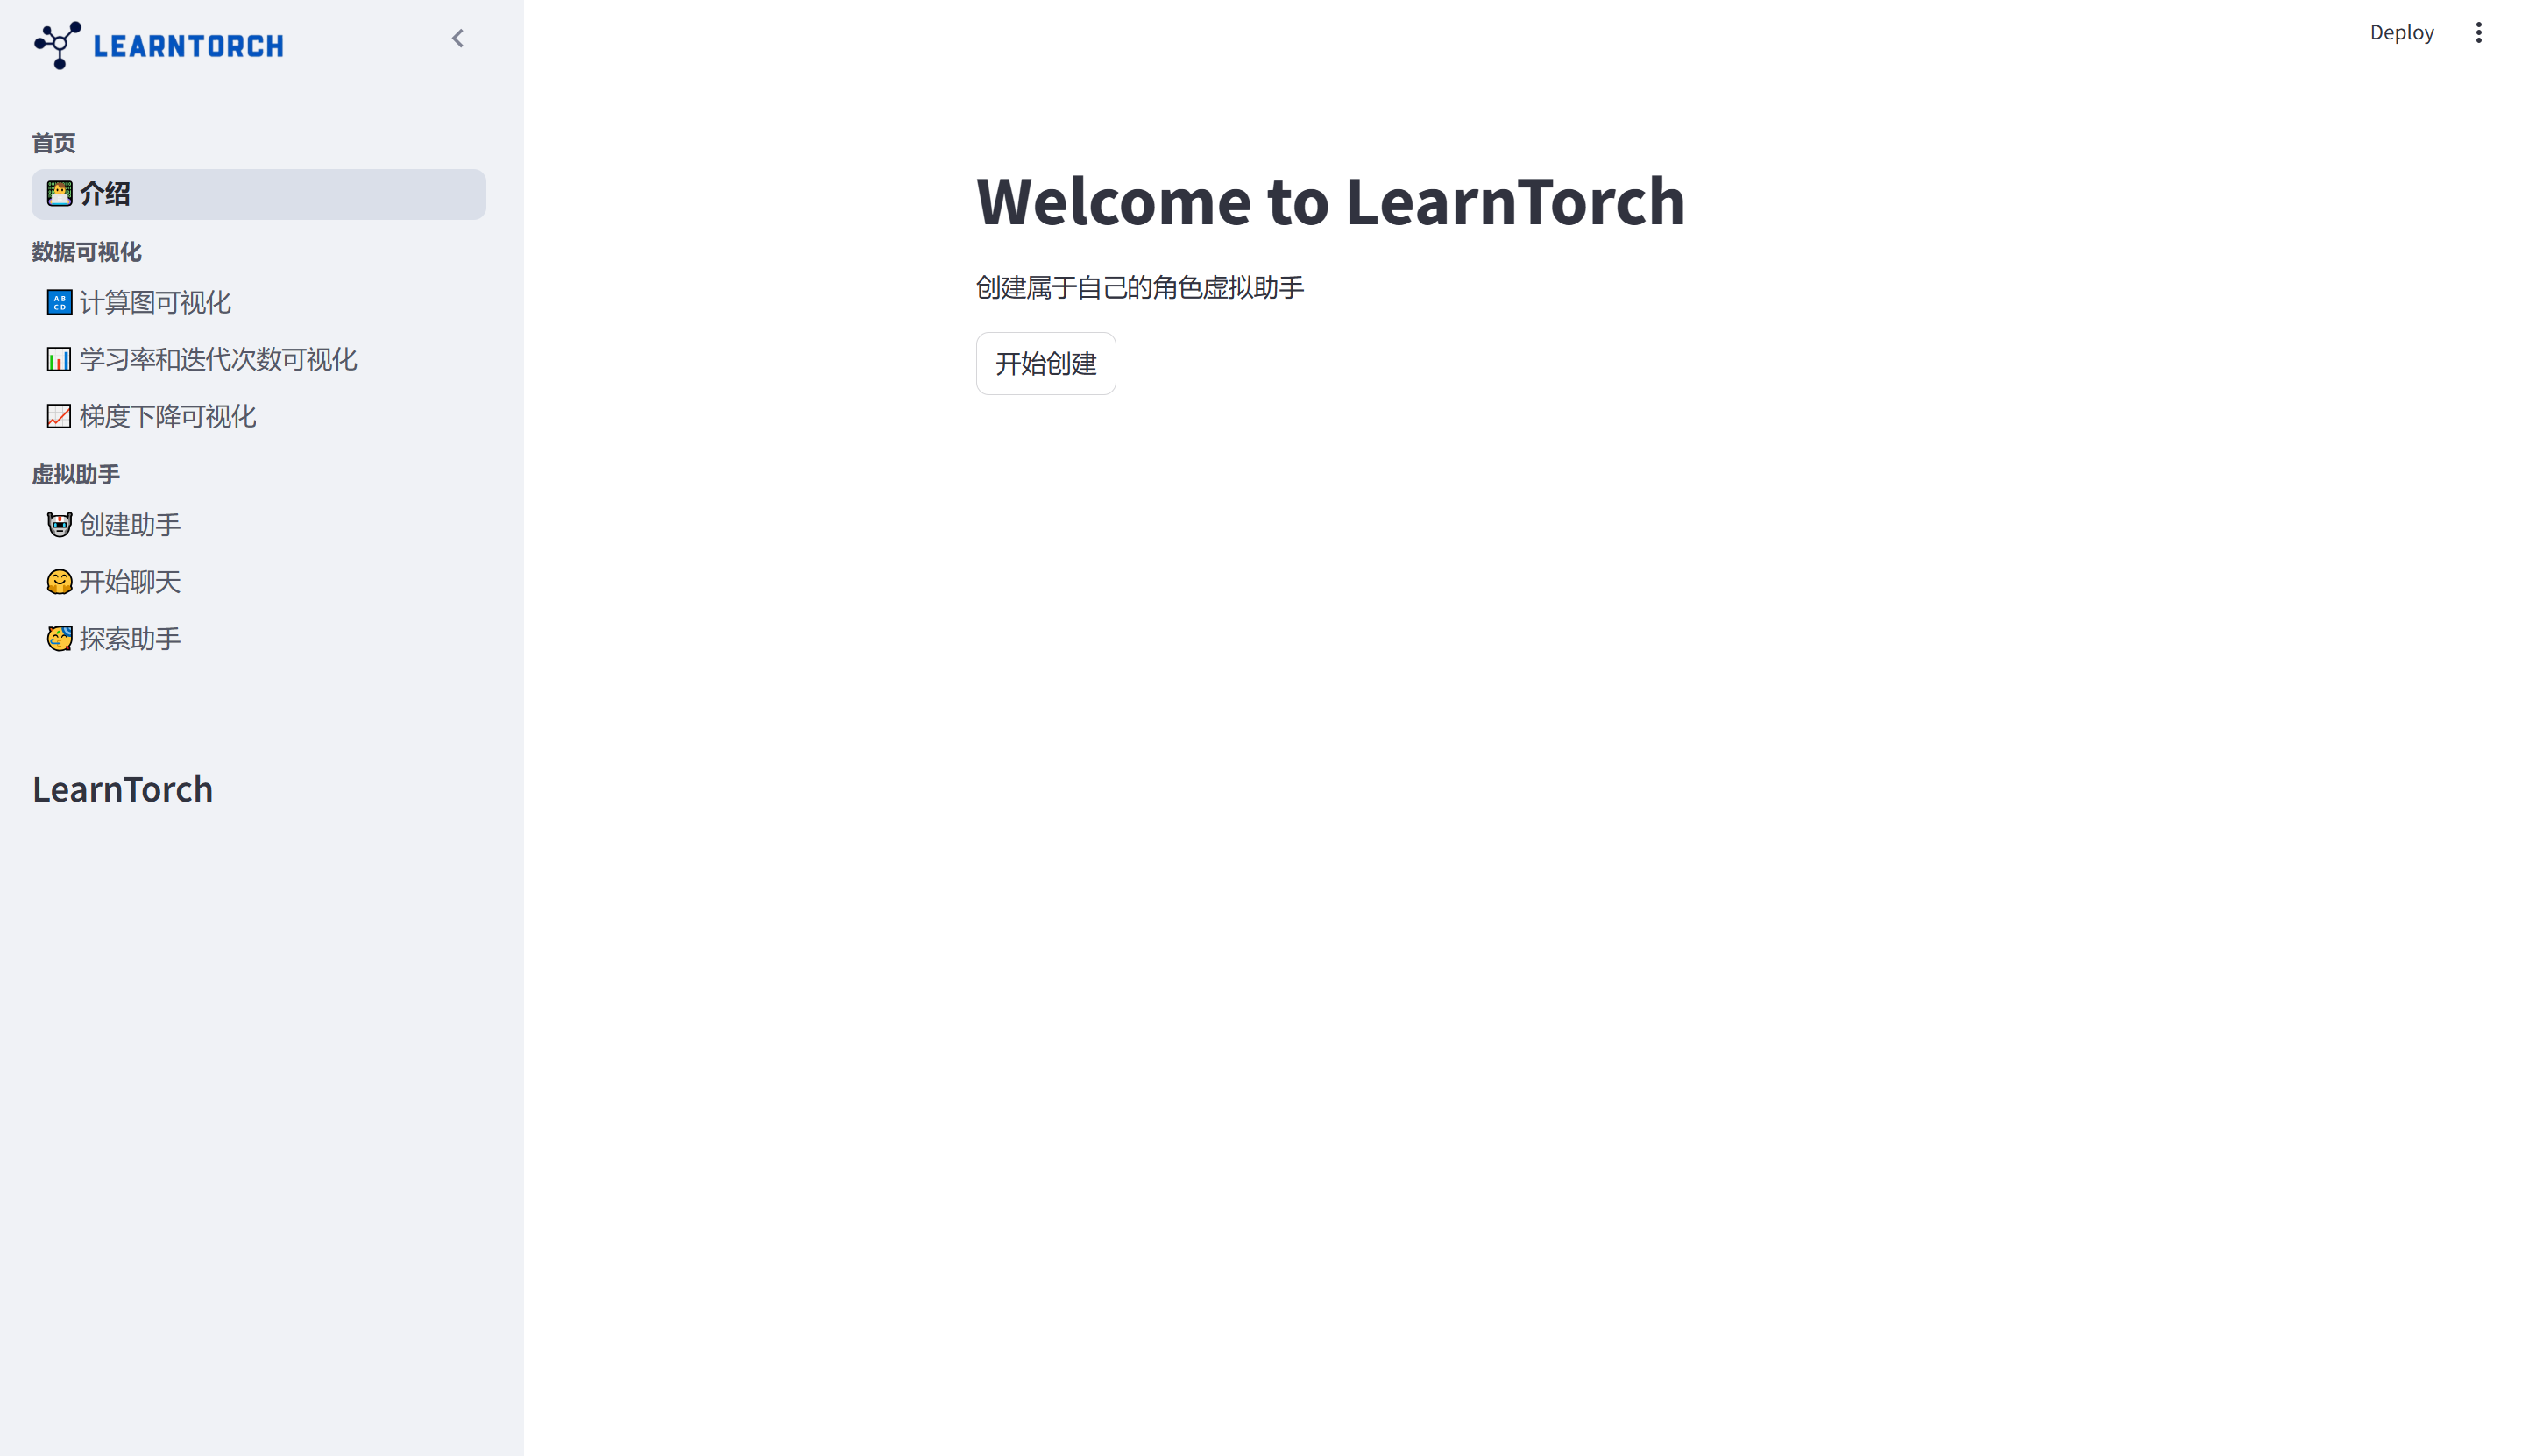 LEARNTORCH
首页
介绍
数据可视化
计算图可视化
学习率和迭代次数可视化
梯度下降可视化
虚拟助手
创建助手
开始聊天
探索助手
LearnTorch
Deploy
Welcome to LearnTorch
创建属于自己的角色虚拟助手
开始创建